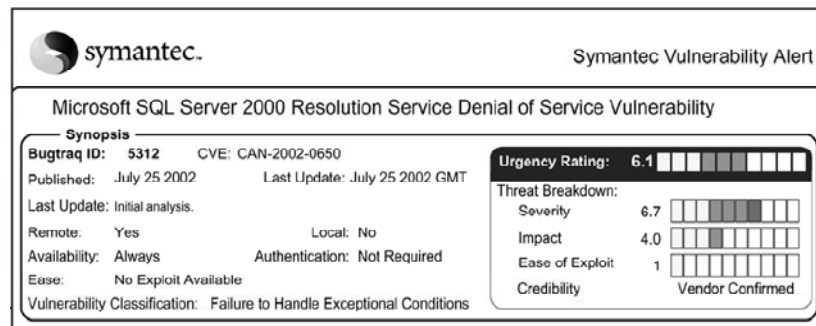 symantec™
Symantec Vulnerability Alert
Microsoft SQL Server 2000 Resolution Service Denial of Service Vulnerability
Synopsis
Bugtraq ID: 5312 CVE: CAN-2002-0650
Published: July 25 2002 Last Update: July 25 2002 GMT
Last Update: Initial analysis.
Remote: Yes Local: No
Availability: Always Authentication: Not Required
Ease: No Exploit Available
Vulnerability Classification: Failure to Handle Exceptional Conditions
Urgency Rating: 6.1
Threat Breakdown:
Severity 6.7
Impact 4.0
Ease of Exploit 1
Credibility Vendor Confirmed